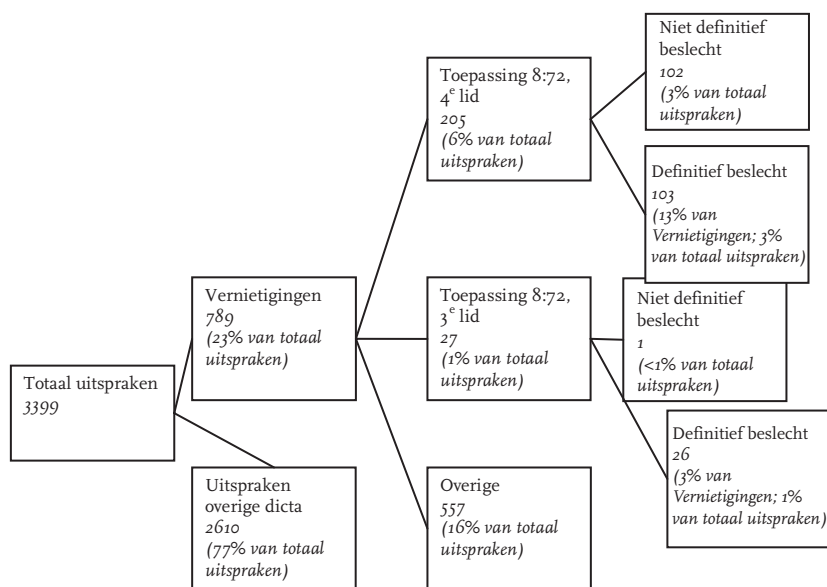 Totaal uitspraken
3399
Vernietigingen
789
(23% van totaal
uitspraken)
Uitspraken
overige dicta
2610
(77% van totaal
uitspraken)
Toepassing 8:72,
4e lid
205
(6% van totaal
uitspraken)
Toepassing 8:72,
3e lid
27
(1% van totaal
uitspraken)
Overige
557
(16% van totaal
uitspraken)
Niet definitief
beslecht
102
(3% van totaal
uitspraken)
Definitief beslecht
103
(13% van
Vernietigingen; 3%
van totaal uitspraken)
Niet definitief
beslecht
1
(<1% van totaal
uitspraken)
Definitief beslecht
26
(3% van
Vernietigingen; 1%
van totaal uitspraken)